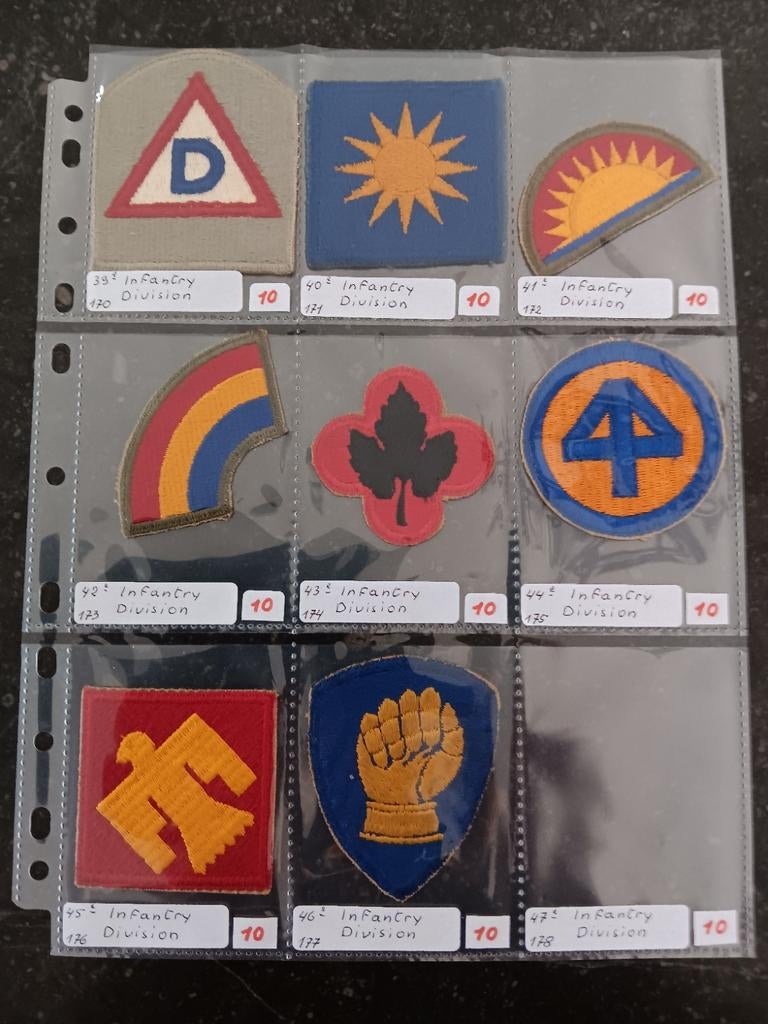 D
39e Infantry
170 Division
10
40e Infantry
171 Division
10
41e Infantry
172 Division
10
42e Infantry
173 Division
10
43e Infantry
174 Division
10
44e Infantry
175 Division
10
45e Infantry
176 Division
10
46e Infantry
177 Division
10
47e Infantry
178 Division
10